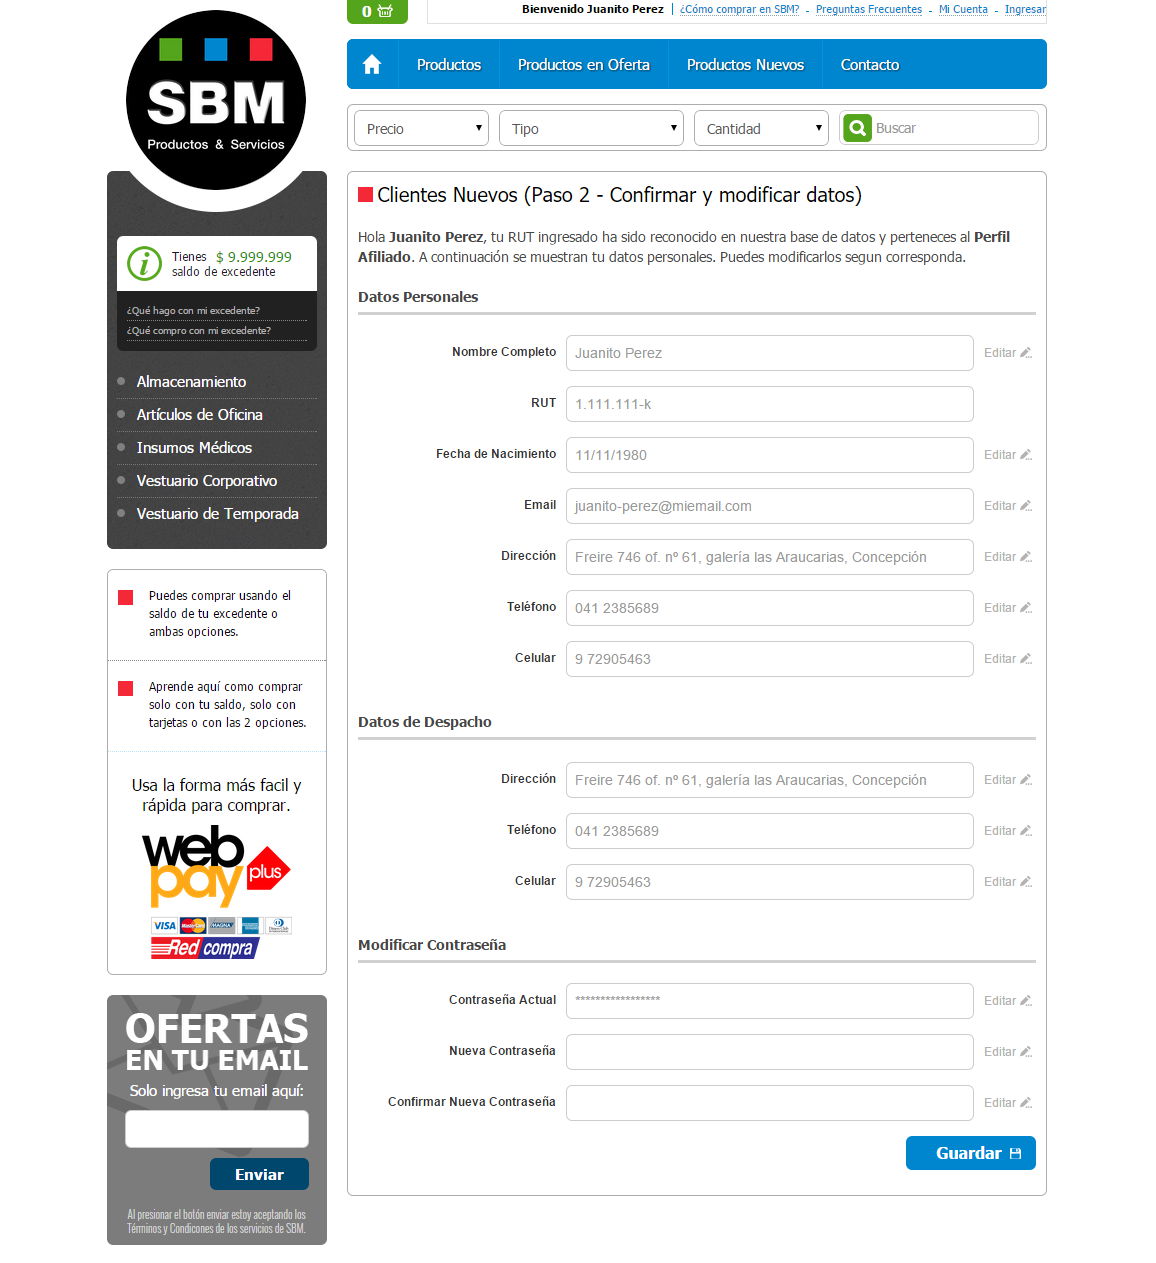 0
Bienvenido Juanito Perez | ¿Cómo comprar en SBM? - Preguntas Frecuentes - Mi Cuenta - Ingresar
SBM
Productos & Servicios
Productos Productos en Oferta Productos Nuevos Contacto
Precio Tipo Cantidad Buscar
Tienes $ 9.999.999
saldo de excedente
¿Qué hago con mi excedente?
¿Qué compro con mi excedente?
Almacenamiento
Artículos de Oficina
Insumos Médicos
Vestuario Corporativo
Vestuario de Temporada
Puedes comprar usando el
saldo de tu excedente o
ambas opciones.
Aprende aquí como comprar
solo con tu saldo, solo con
tarjetas o con las 2 opciones.
Usa la forma más facil y
rápida para comprar.
web
pay plus
VISA MasterCard MAGNA
Red compra
OFERTAS
EN TU EMAIL
Solo ingresa tu email aquí:
Enviar
Al presionar el botón enviar estoy aceptando los
Términos y Condicones de los servicios de SBM.
Clientes Nuevos (Paso 2 - Confirmar y modificar datos)
Hola Juanito Perez, tu RUT ingresado ha sido reconocido en nuestra base de datos y perteneces al Perfil
Afiliado. A continuación se muestran tu datos personales. Puedes modificarlos segun corresponda.
Datos Personales
Nombre Completo Juanito Perez Editar
RUT 1.111.111-k
Fecha de Nacimiento 11/11/1980 Editar
Email juanito-perez@miemail.com Editar
Dirección Freire 746 of. nº 61, galería las Araucarias, Concepción Editar
Teléfono 041 2385689 Editar
Celular 9 72905463 Editar
Datos de Despacho
Dirección Freire 746 of. nº 61, galería las Araucarias, Concepción Editar
Teléfono 041 2385689 Editar
Celular 9 72905463 Editar
Modificar Contraseña
Contraseña Actual ***************** Editar
Nueva Contraseña Editar
Confirmar Nueva Contraseña Editar
Guardar